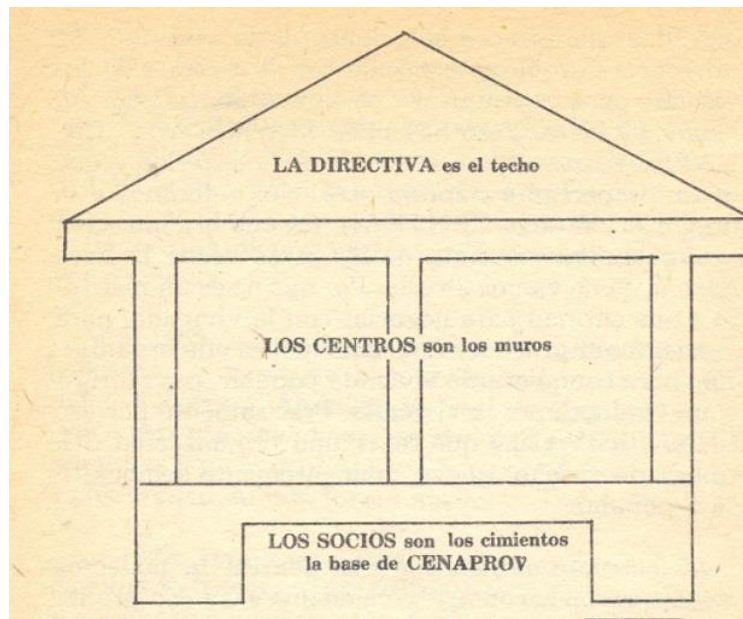 LA DIRECTIVA es el techo
LOS CENTROS son los muros
LOS SOCIOS son los cimientos
la base de CENAPROV